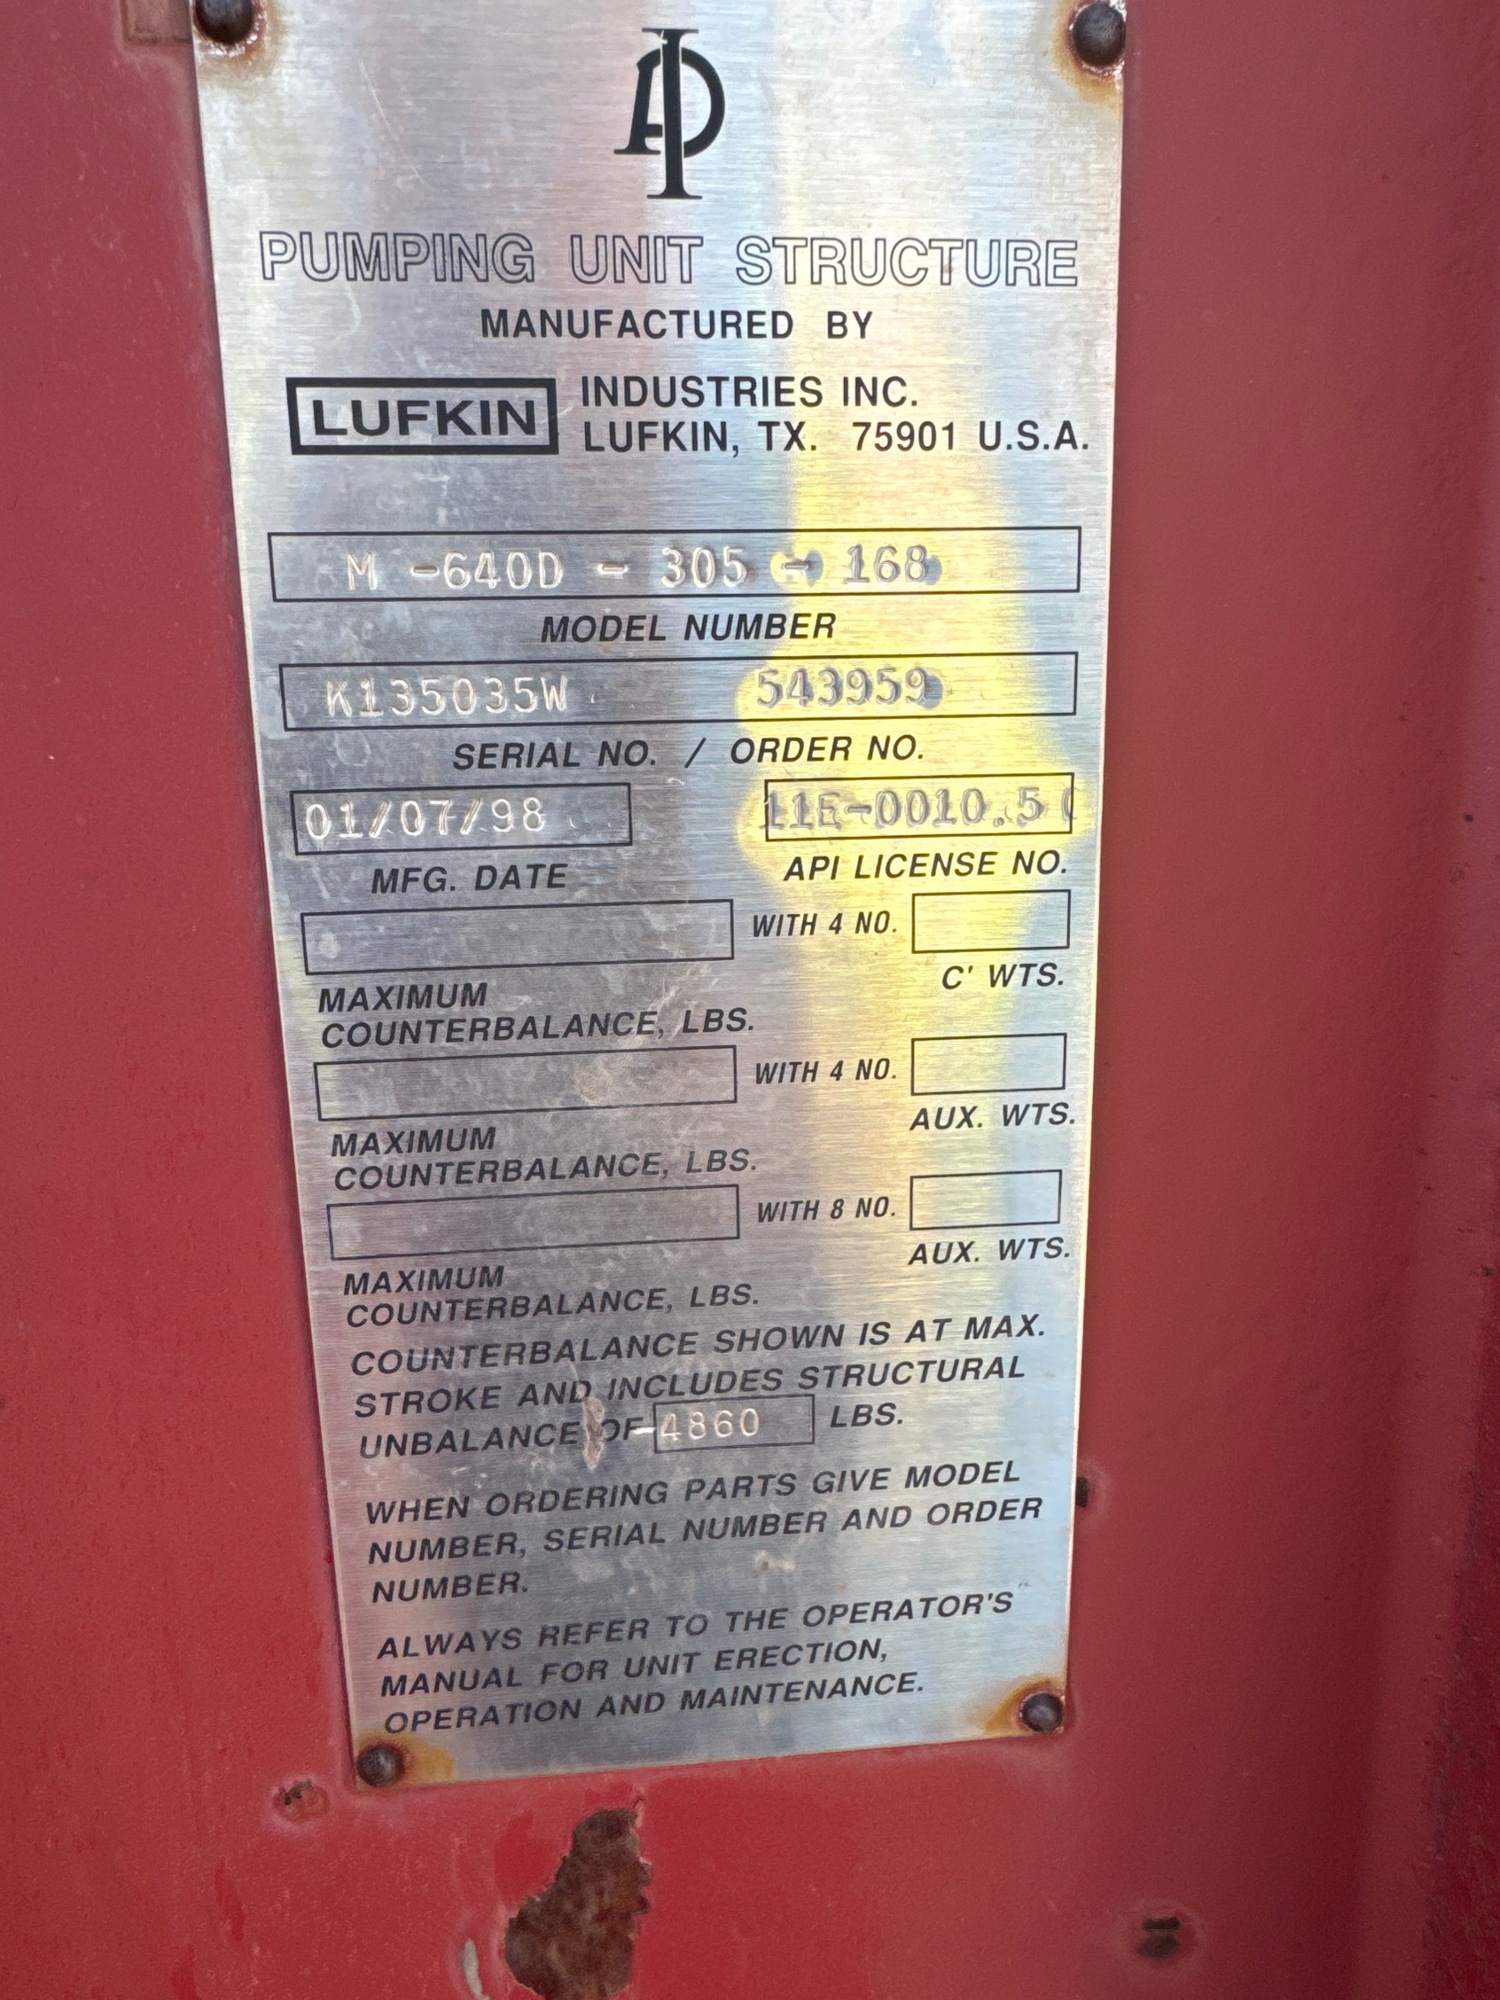 API
PUMPING UNIT STRUCTURE
MANUFACTURED BY
LUFKIN INDUSTRIES INC.
LUFKIN, TX. 75901 U.S.A.
M -640D - 305 - 168
MODEL NUMBER
K135035W 543959
SERIAL NO. / ORDER NO.
01/07/98 11E-0010.5
MFG. DATE API LICENSE NO.
WITH 4 NO.
MAXIMUM C' WTS.
COUNTERBALANCE, LBS.
WITH 4 NO.
MAXIMUM AUX. WTS.
COUNTERBALANCE, LBS.
WITH 8 NO.
MAXIMUM AUX. WTS.
COUNTERBALANCE, LBS.
COUNTERBALANCE SHOWN IS AT MAX.
STROKE AND INCLUDES STRUCTURAL
UNBALANCE OF -4860 LBS.
WHEN ORDERING PARTS GIVE MODEL
NUMBER, SERIAL NUMBER AND ORDER
NUMBER.
ALWAYS REFER TO THE OPERATOR'S
MANUAL FOR UNIT ERECTION,
OPERATION AND MAINTENANCE.